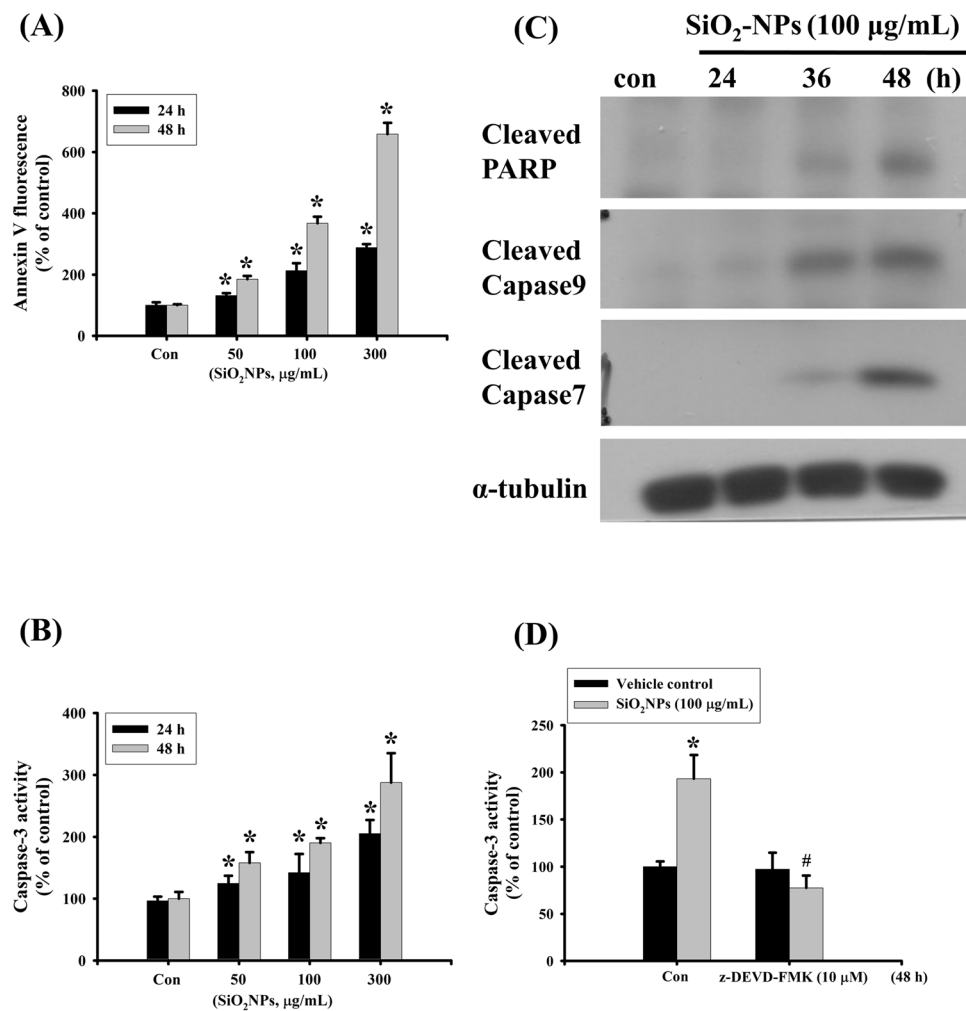 (A)
Annexin V fluorescence
(% of control)
800
600
400
200
0
24 h
48 h
*
*
*
*
*
*
Con
50
100
300
(SiO₂NPs, μg/mL)
(C)
SiO₂-NPs (100 μg/mL)
con
24
36
48
(h)
Cleaved
PARP
Cleaved
Capase9
Cleaved
Capase7
α-tubulin
(B)
Caspase-3 activity
(% of control)
400
300
200
100
0
24 h
48 h
*
*
*
*
*
*
Con
50
100
300
(SiO₂NPs, μg/mL)
(D)
Vehicle control
SiO₂NPs (100 μg/mL)
Caspase-3 activity
(% of control)
250
200
150
100
50
0
*
#
Con
z-DEVD-FMK (10 μM)
(48 h)